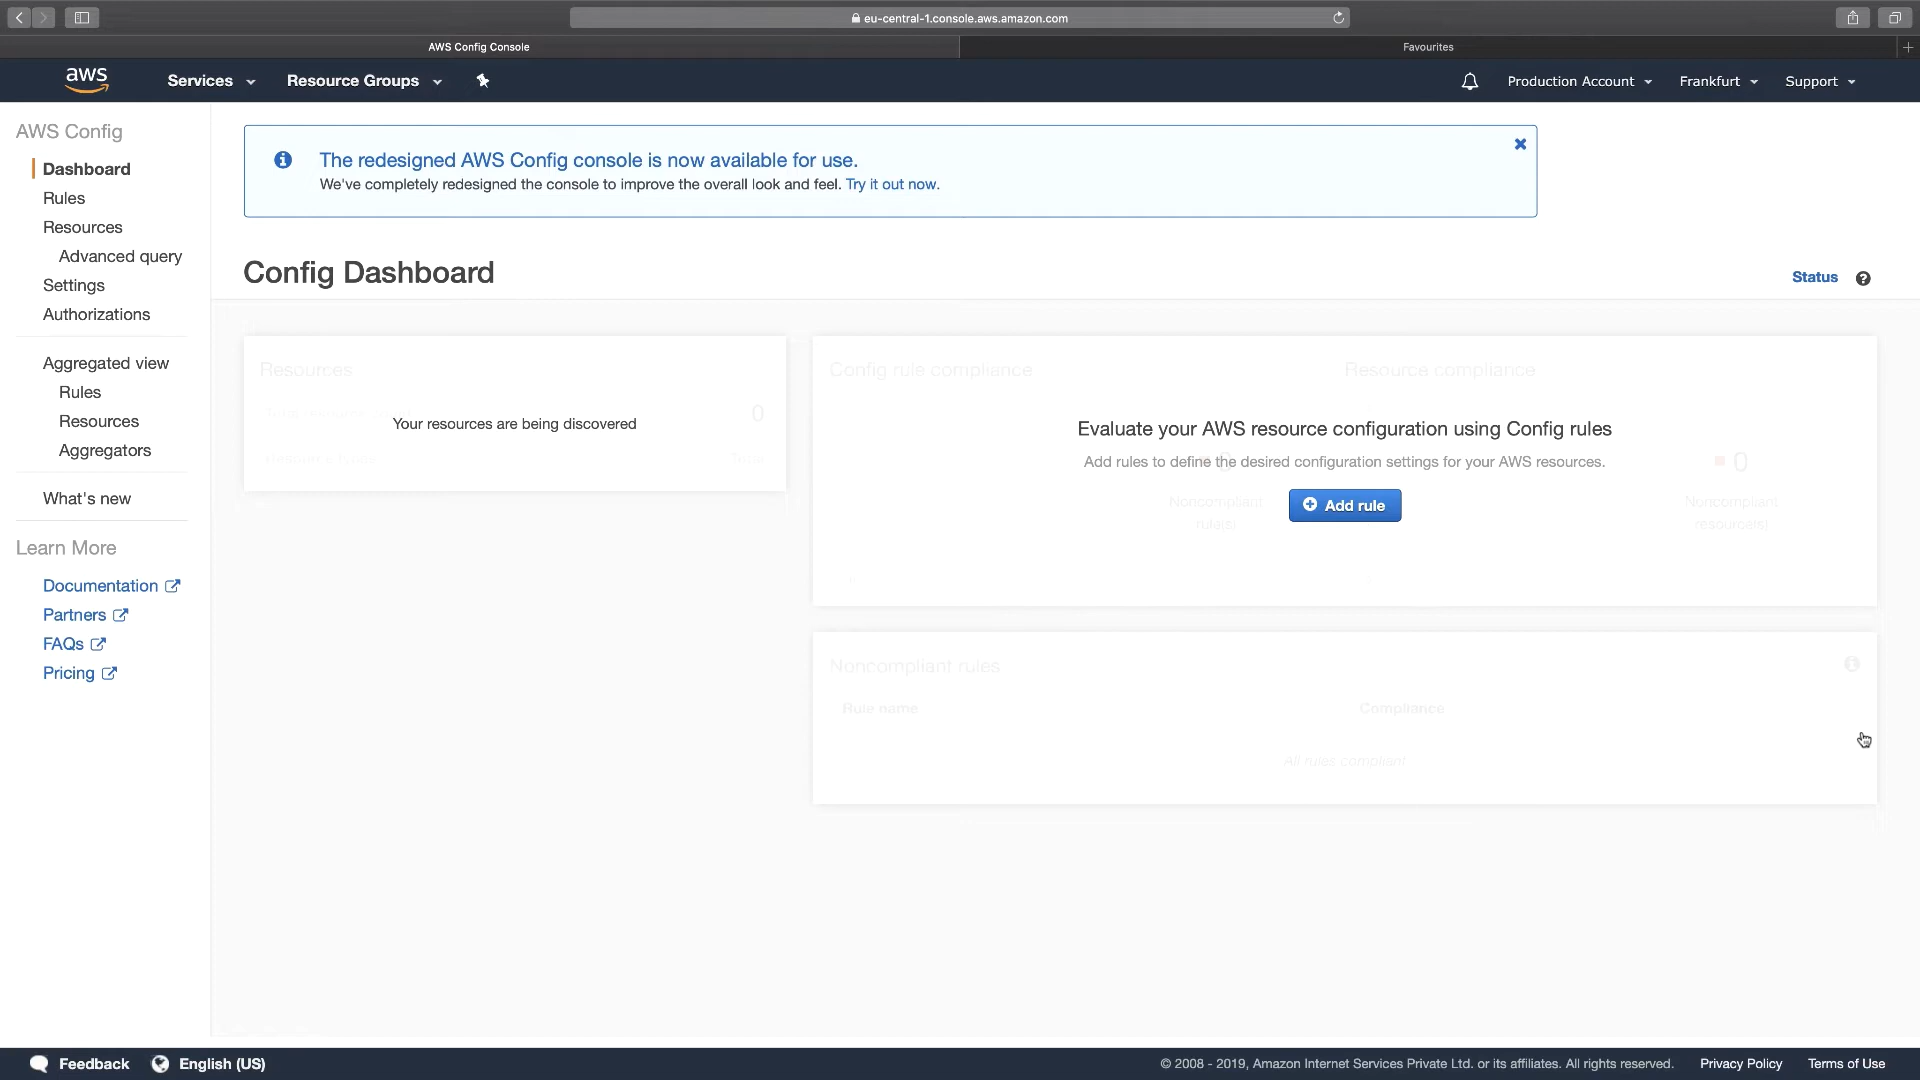 eu-central-1.console.aws.amazon.com
AWS Config Console
Favourites
aws
Services
Resource Groups
Production Account
Frankfurt
Support
AWS Config
Dashboard
Rules
Resources
Advanced query
Settings
Authorizations
Aggregated view
Rules
Resources
Aggregators
What's new
Learn More
Documentation
Partners
FAQs
Pricing
The redesigned AWS Config console is now available for use.
We've completely redesigned the console to improve the overall look and feel. Try it out now.
Config Dashboard
Status
Resources
0
Your resources are being discovered
Resource types
Total
Config rule compliance
Resource compliance
Evaluate your AWS resource configuration using Config rules
Add rules to define the desired configuration settings for your AWS resources.
0
0
Add rule
Noncompliant
rule(s)
Noncompliant
resource(s)
Noncompliant rules
Rule name
Compliance
All rules compliant
Feedback
English (US)
© 2008 - 2019, Amazon Internet Services Private Ltd. or its affiliates. All rights reserved.
Privacy Policy
Terms of Use